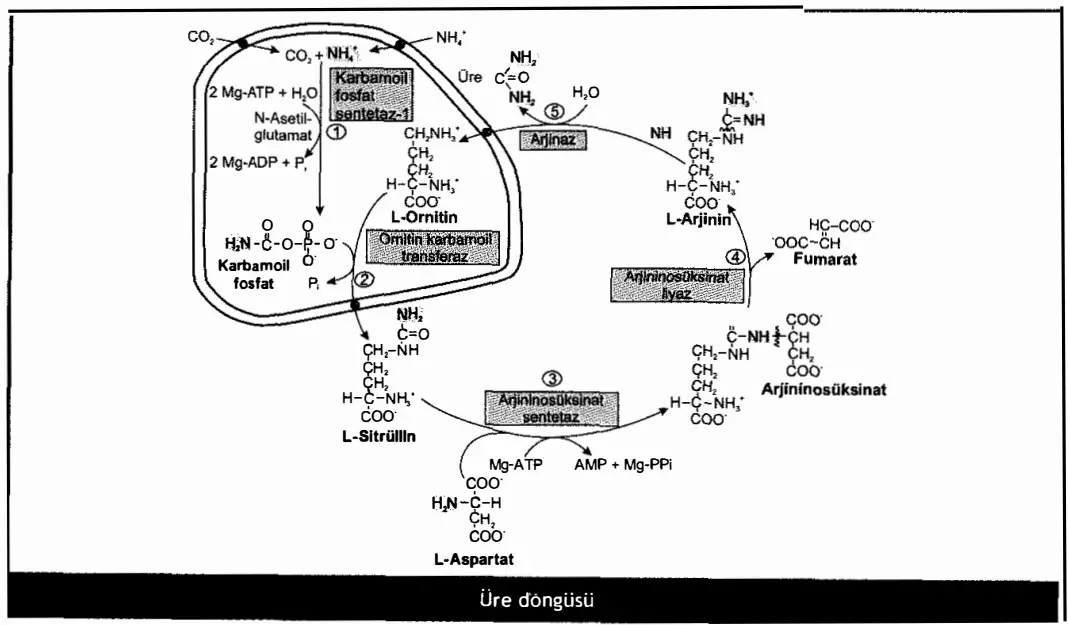 CO₂
CO₂ + NH₄⁺
NH₄⁺
2 Mg-ATP + H₂O
N-Asetil-
glutamat
①
2 Mg-ADP + Pᵢ
Karbamoil
fosfat
sentetaz-1
O O
H₂N-C-O-P-O⁻
O⁻
Karbamoil
fosfat
Pᵢ
CH₂NH₃⁺
CH₂
CH₂
H-C-NH₃⁺
COO⁻
L-Ornitin
Ornitin karbamoil
transferaz
②
NH₂
C=O
CH₂-NH
CH₂
CH₂
H-C-NH₃⁺
COO⁻
L-Sitrüllin
③
Arjininosüksinat
sentetaz
Mg-ATP
AMP + Mg-PPi
COO⁻
H₂N-C-H
CH₂
COO⁻
L-Aspartat
C-NH
CH₂-NH
CH₂
CH₂
H-C-NH₃⁺
COO⁻
COO⁻
CH
CH₂
COO⁻
Arjininosüksinat
④
Arjininosüksinat
liyaz
HC-COO⁻
⁻OOC-CH
Fumarat
NH₂⁺
C=NH
NH
CH₂-NH
CH₂
CH₂
H-C-NH₃⁺
COO⁻
L-Arjinin
⑤
Arjinaz
H₂O
Üre
NH₂
C=O
NH₂
Üre döngüsü